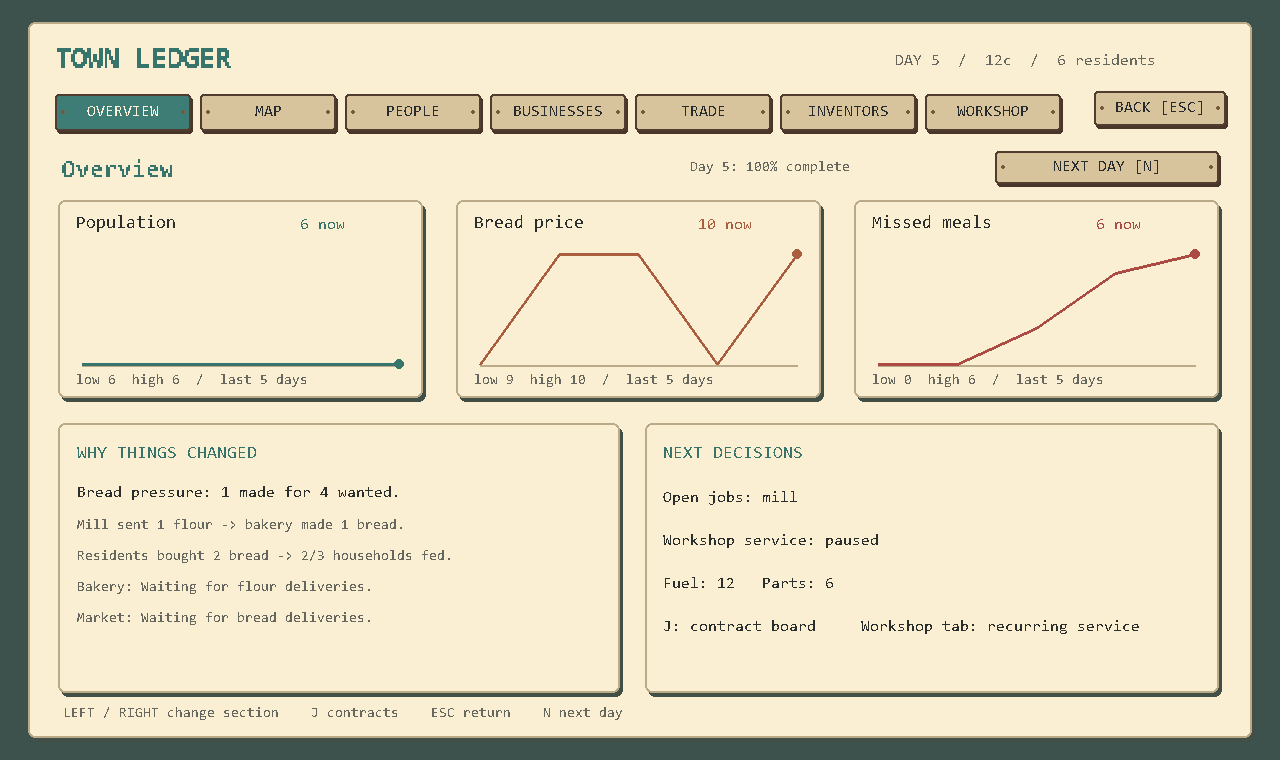 TOWN LEDGER
DAY 5 / 12c / 6 residents
OVERVIEW MAP PEOPLE BUSINESSES TRADE INVENTORS WORKSHOP BACK [ESC]
Overview
Day 5: 100% complete
NEXT DAY [N]
Population 6 now
low 6 high 6 / last 5 days
Bread price 10 now
low 9 high 10 / last 5 days
Missed meals 6 now
low 0 high 6 / last 5 days
WHY THINGS CHANGED
Bread pressure: 1 made for 4 wanted.
Mill sent 1 flour -> bakery made 1 bread.
Residents bought 2 bread -> 2/3 households fed.
Bakery: Waiting for flour deliveries.
Market: Waiting for bread deliveries.
NEXT DECISIONS
Open jobs: mill
Workshop service: paused
Fuel: 12 Parts: 6
J: contract board Workshop tab: recurring service
LEFT / RIGHT change section J contracts ESC return N next day